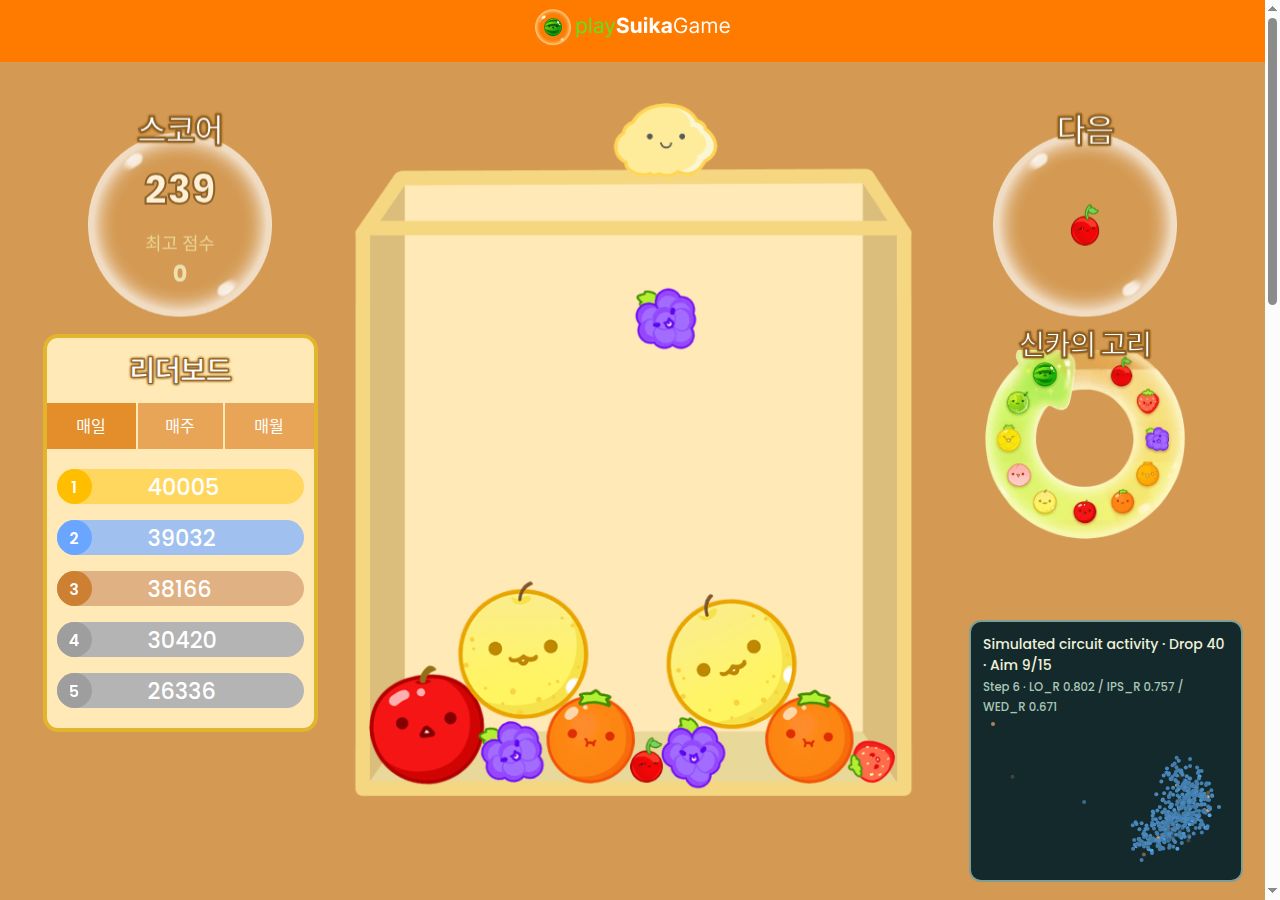 playSuikaGame
스코어
239
최고 점수
0
다음
리더보드
매일 매주 매월
1 40005
2 39032
3 38166
4 30420
5 26336
신카의 고리
Simulated circuit activity · Drop 40
· Aim 9/15
Step 6 · LO_R 0.802 / IPS_R 0.757 /
WED_R 0.671